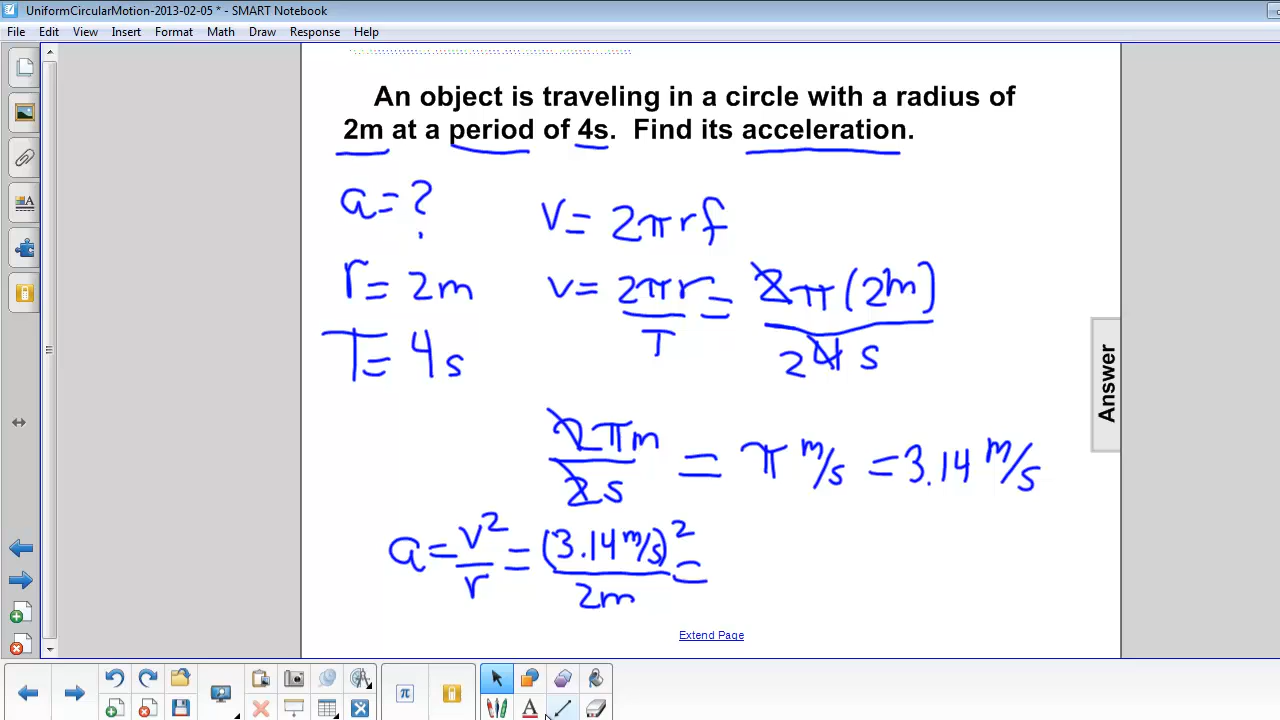 UniformCircularMotion-2013-02-05 * - SMART Notebook
File Edit View Insert Format Math Draw Response Help
An object is traveling in a circle with a radius of
2m at a period of 4s. Find its acceleration.
a = ?
v = 2πrf
r = 2m
v = 2πr/T = 2π(2m)/2 4 s
T = 4s
2πm/2s = π m/s = 3.14 m/s
a = v²/r = (3.14 m/s)²/2m =
Answer
Extend Page